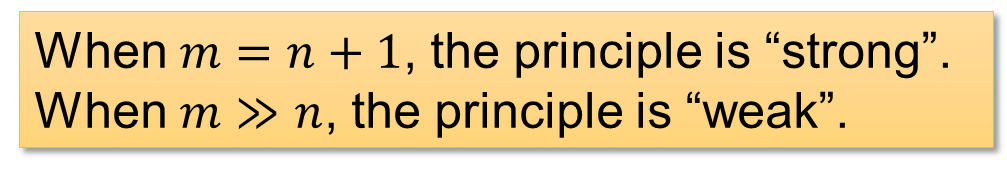 When m = n + 1, the principle is “strong”.
When m ≫ n, the principle is “weak”.